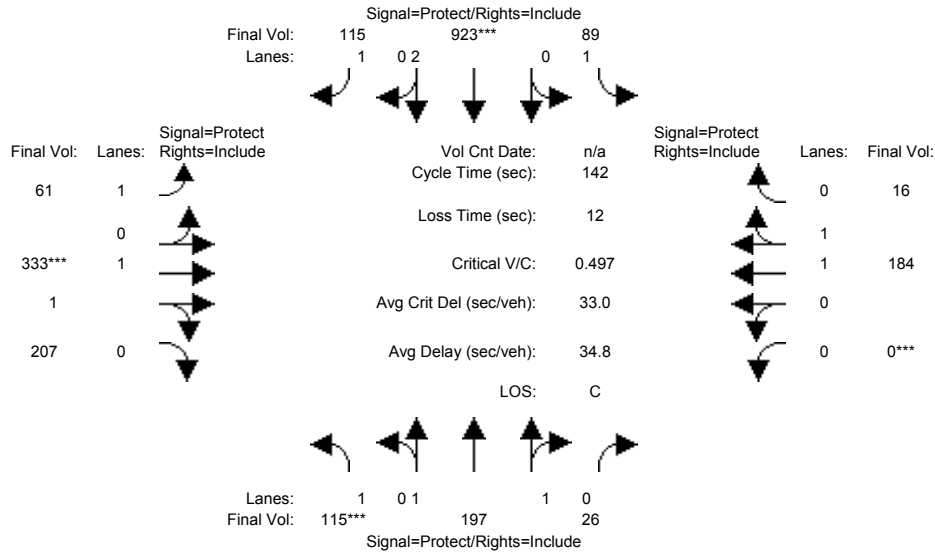 Signal=Protect/Rights=Include
Final Vol: 115 923*** 89
Lanes: 1 0 2 0 1
Signal=Protect
Final Vol: Lanes: Rights=Include
Vol Cnt Date: n/a
Signal=Protect
Rights=Include Lanes: Final Vol:
Cycle Time (sec): 142
61 1
0 16
Loss Time (sec): 12
0
1
333*** 1
Critical V/C: 0.497
1 184
1
Avg Crit Del (sec/veh): 33.0
0
207 0
Avg Delay (sec/veh): 34.8
0 0***
LOS: C
Lanes: 1 0 1 1 0
Final Vol: 115*** 197 26
Signal=Protect/Rights=Include